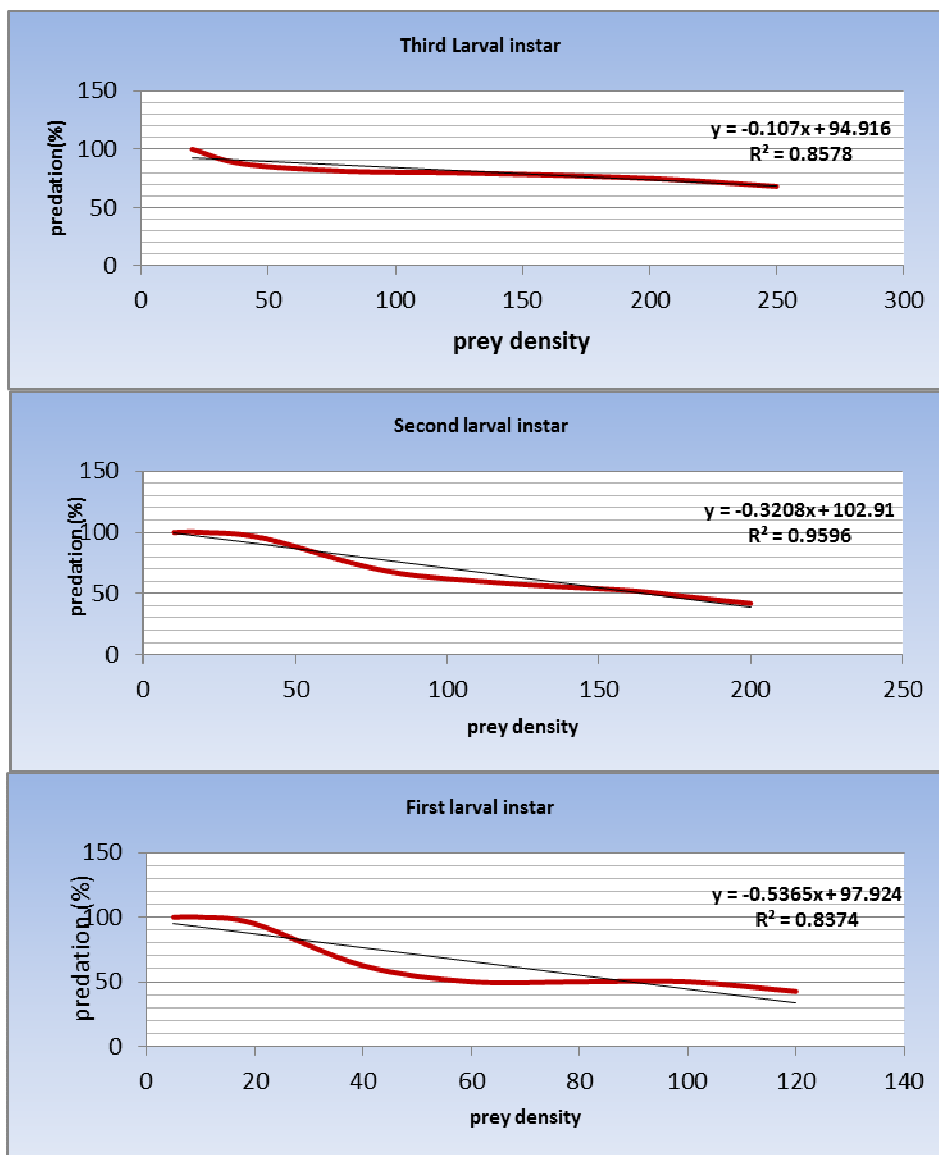 Third Larval instar
150
100
50
0
predation(%)
y = -0.107x + 94.916
R² = 0.8578
0 50 100 150 200 250 300
prey density
Second larval instar
150
100
50
0
predation (%)
y = -0.3208x + 102.91
R² = 0.9596
0 50 100 150 200 250
prey density
First larval instar
150
100
50
0
predation (%)
y = -0.5365x + 97.924
R² = 0.8374
0 20 40 60 80 100 120 140
prey density